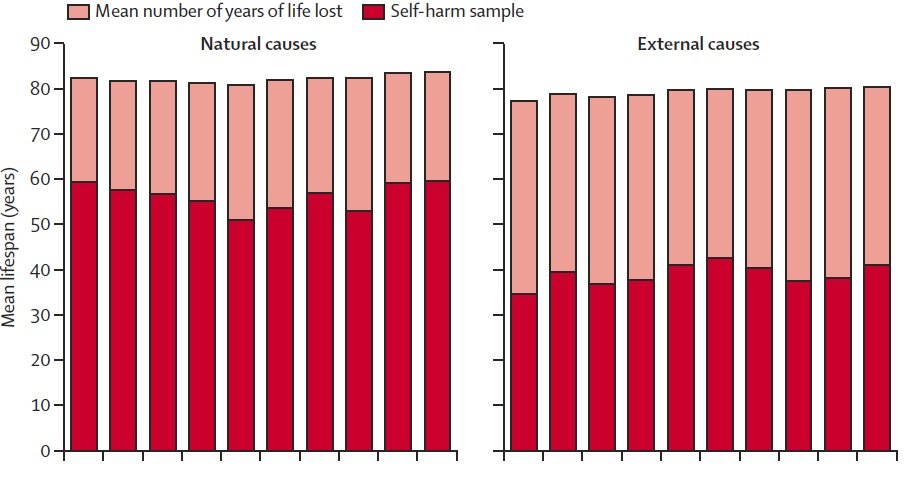 Mean number of years of life lost
Self-harm sample
Natural causes
External causes
Mean lifespan (years)
90
80
70
60
50
40
30
20
10
0